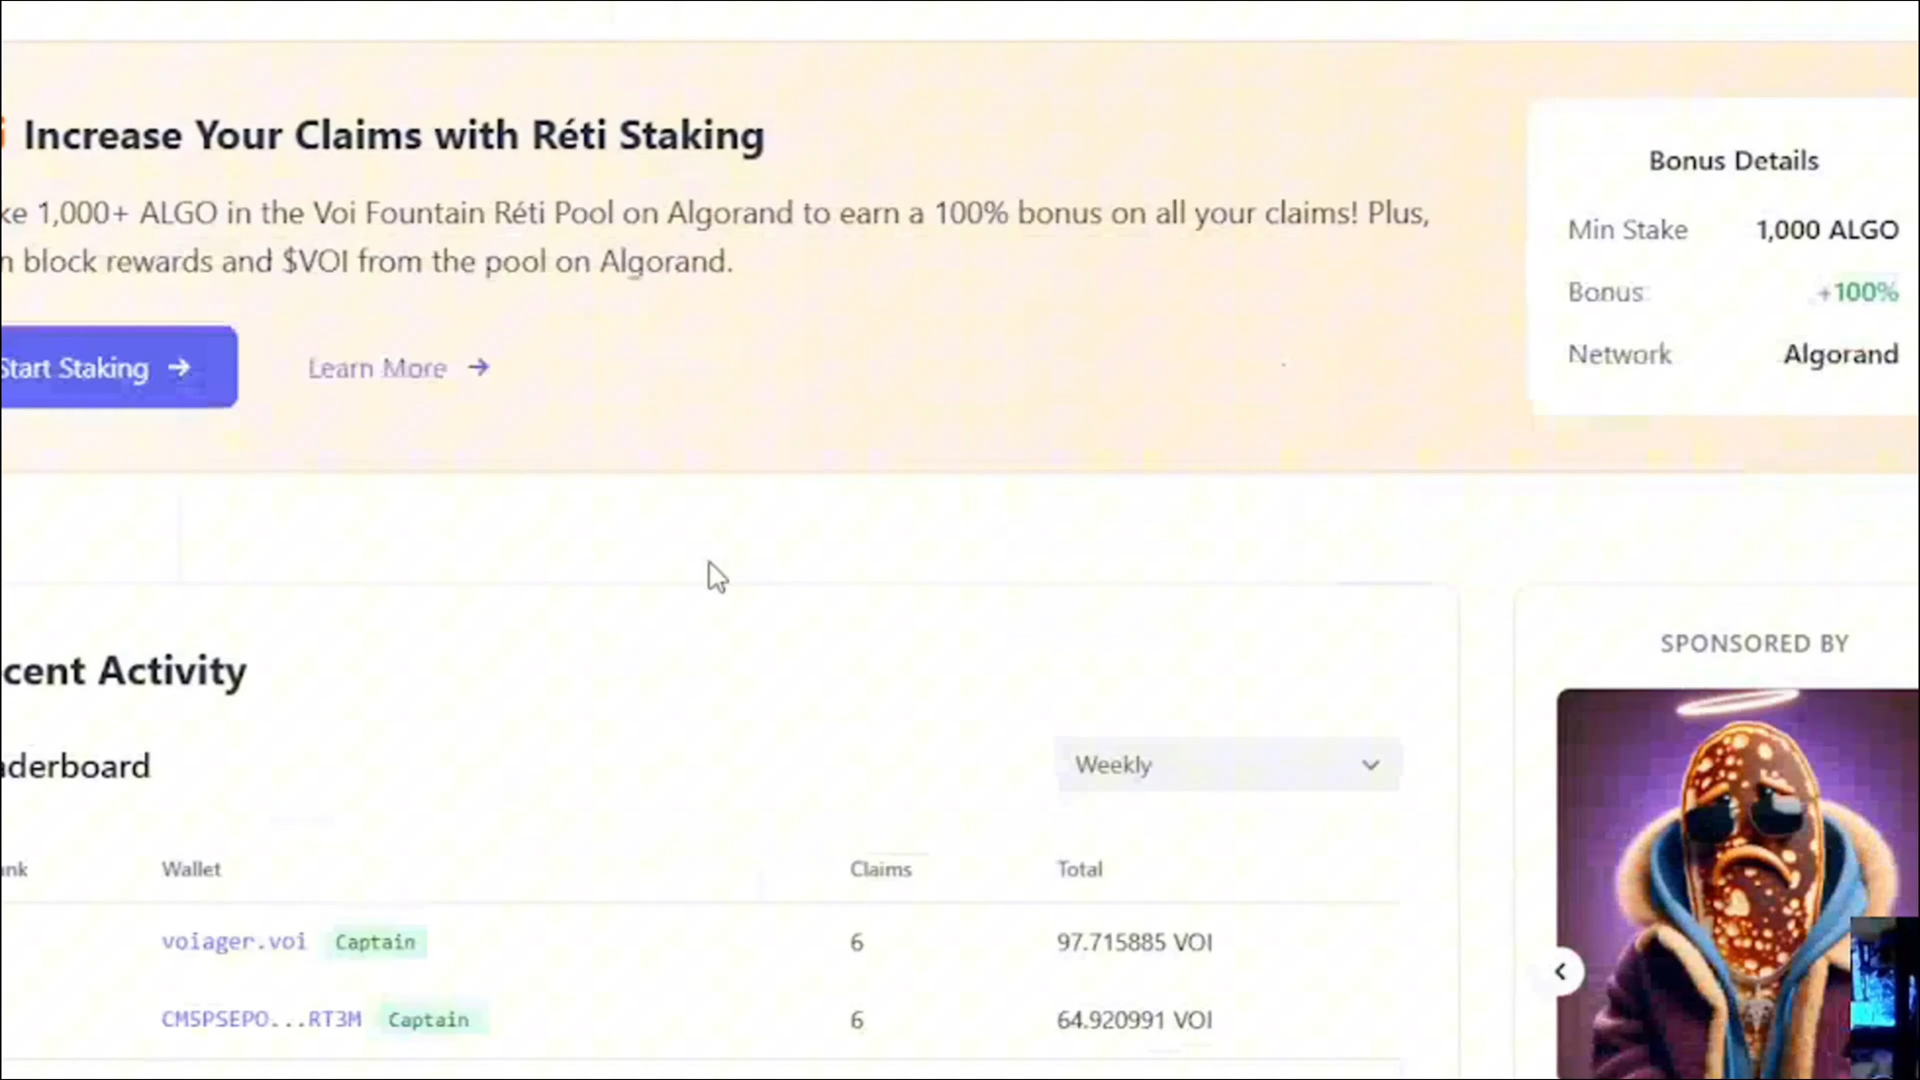 Increase Your Claims with Réti Staking
ke 1,000+ ALGO in the Voi Fountain Réti Pool on Algorand to earn a 100% bonus on all your claims! Plus,
n block rewards and $VOI from the pool on Algorand.
Start Staking →
Learn More →
Bonus Details
Min Stake 1,000 ALGO
Bonus +100%
Network Algorand
cent Activity
aderboard
Weekly
nk Wallet Claims Total
voiager.voi Captain 6 97.715885 VOI
CM5PSEPO...RT3M Captain 6 64.920991 VOI
SPONSORED BY